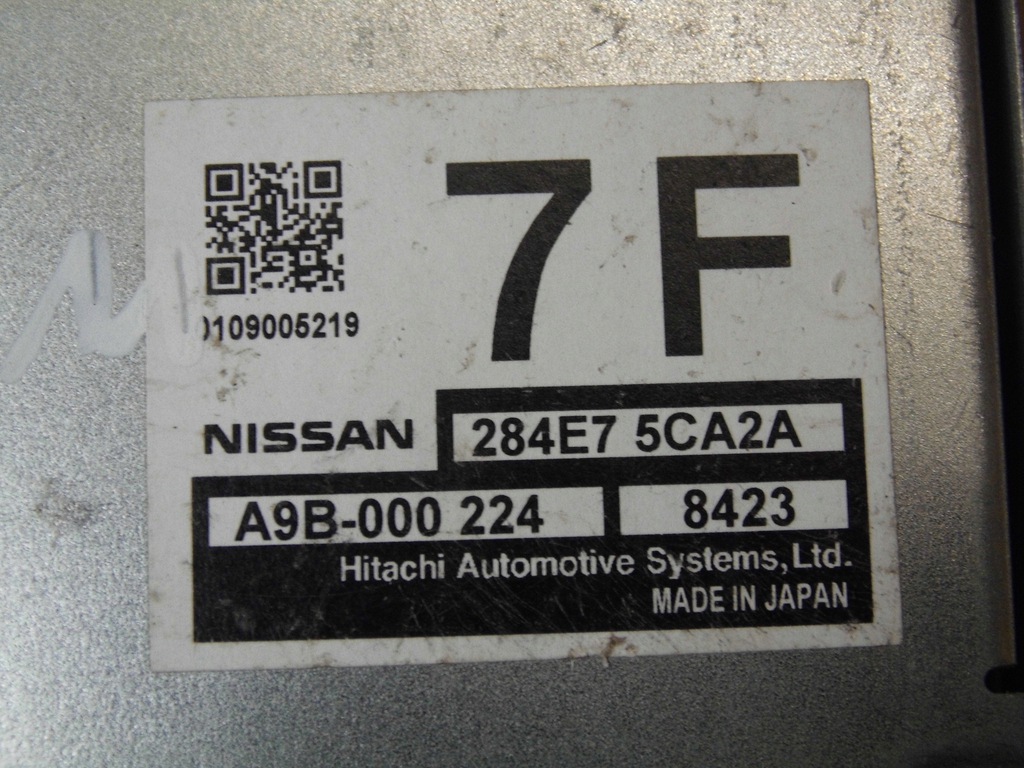 7F
0109005219
NISSAN 284E7 5CA2A
A9B-000 224 8423
Hitachi Automotive Systems,Ltd.
MADE IN JAPAN